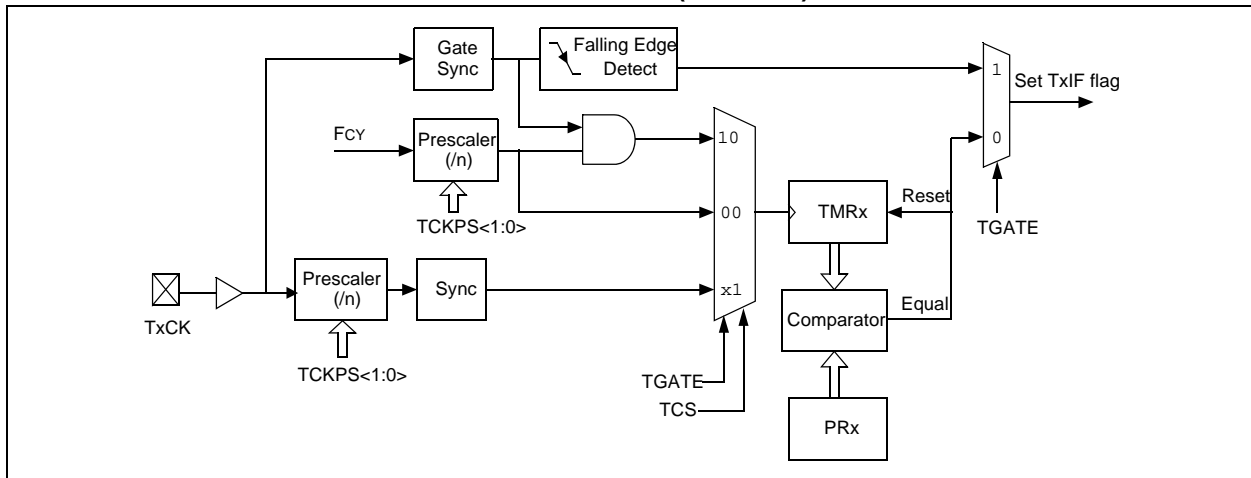 Gate
Sync
Falling Edge
Detect
1
Set TxIF flag
0
FCY
Prescaler
(/n)
10
TCKPS<1:0>
00
TMRx
Reset
TGATE
TxCK
Prescaler
(/n)
Sync
x1
Comparator
Equal
TCKPS<1:0>
TGATE
TCS
PRx